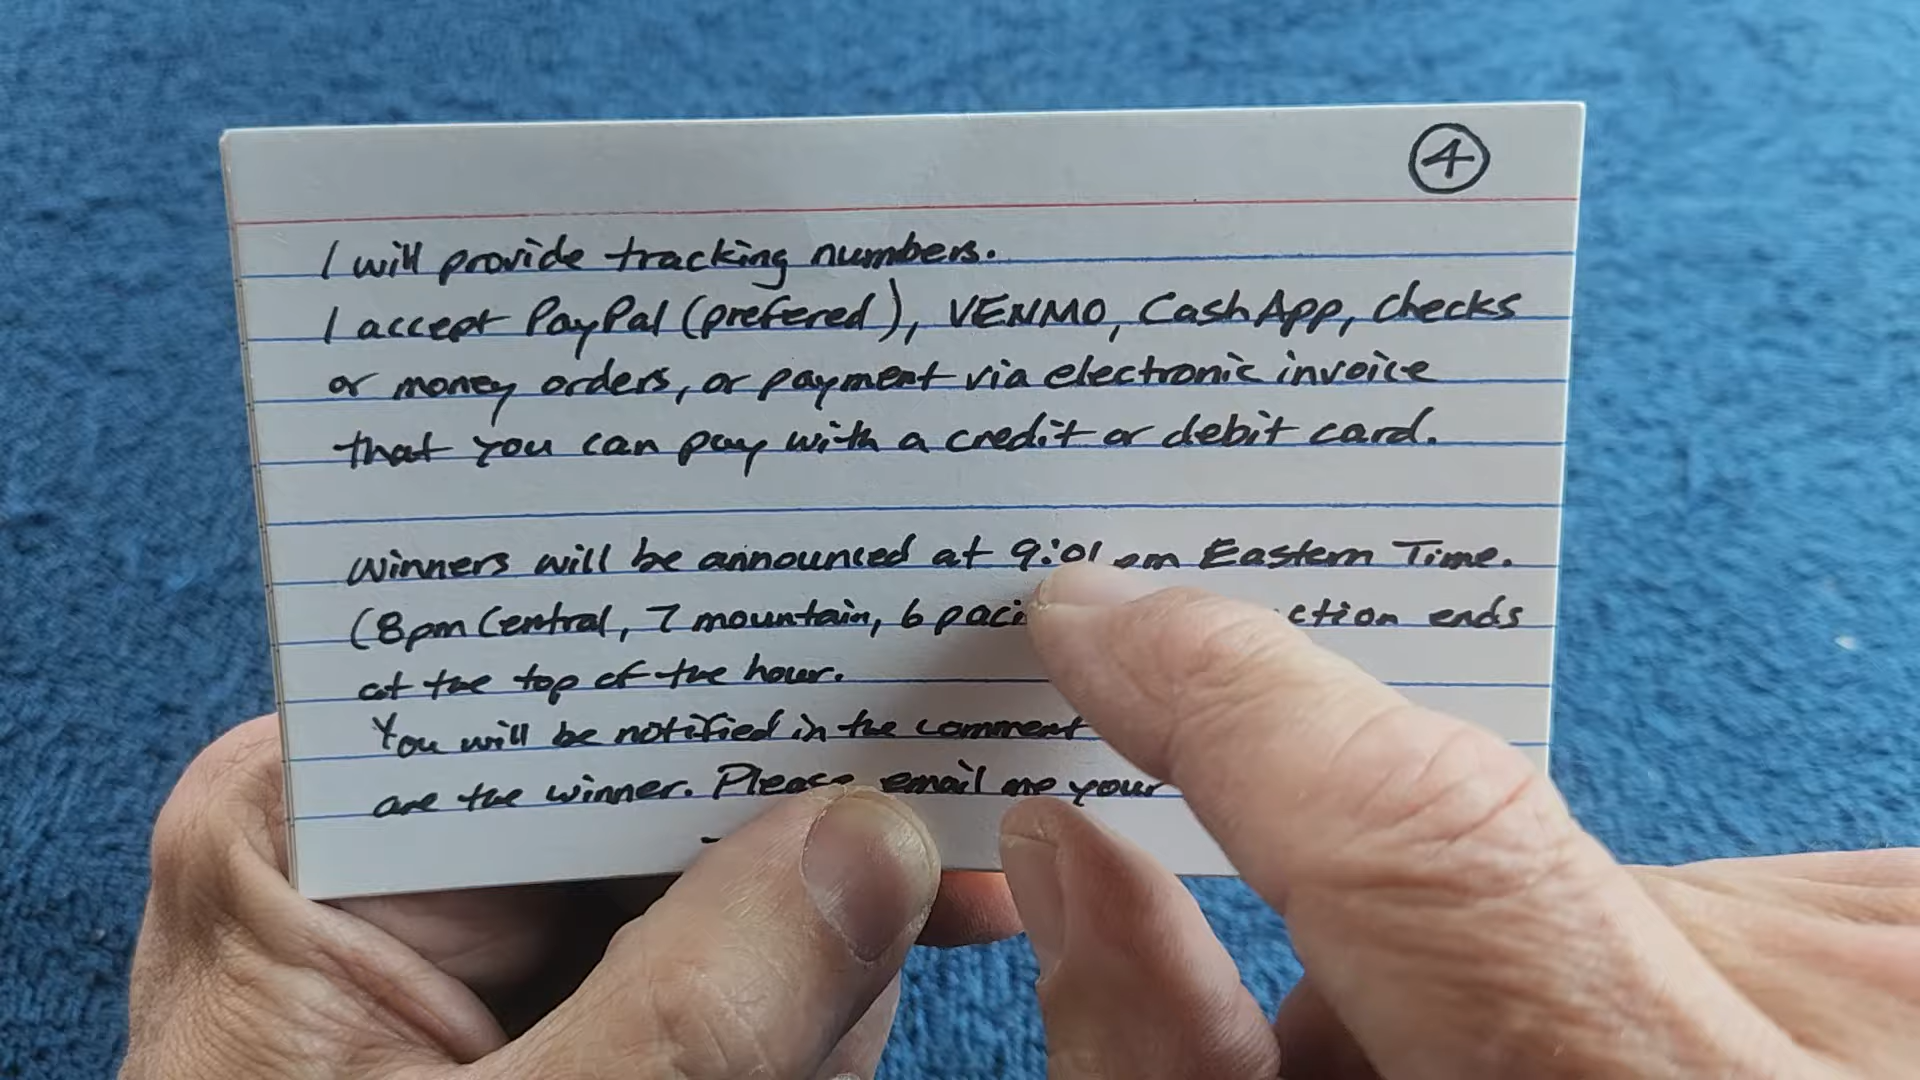 4
I will provide tracking numbers.
I accept PayPal (prefered), VENMO, Cash App, checks
or money orders, or payment via electronic invoice
that you can pay with a credit or debit card.
Winners will be announced at 9:01 pm Eastern Time.
(8pm Central, 7 mountain, 6 ends
at the top of the hour.
You will be notified in the comment
are the winner. Please email me your